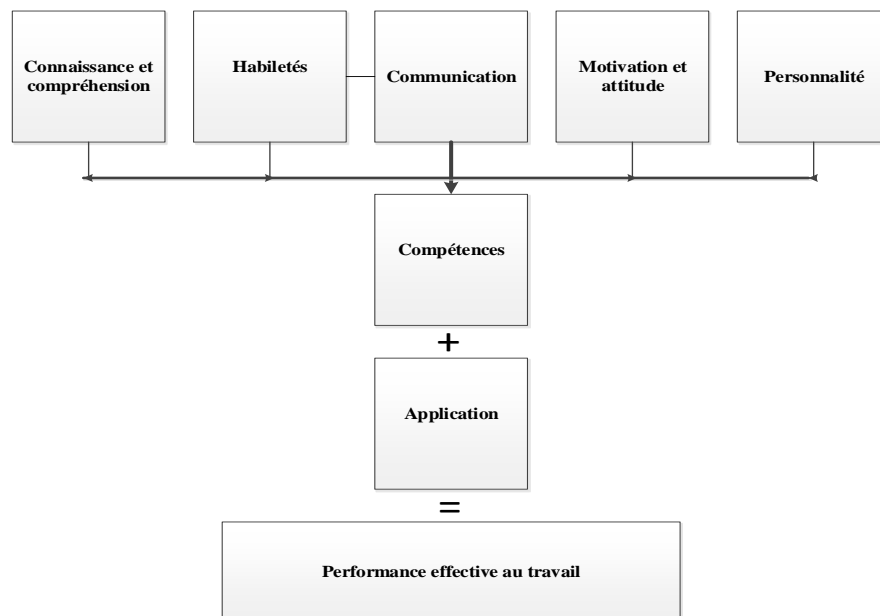 Connaissance et
compréhension
Habiletés
Communication
Motivation et
attitude
Personnalité
Compétences
+
Application
=
Performance effective au travail